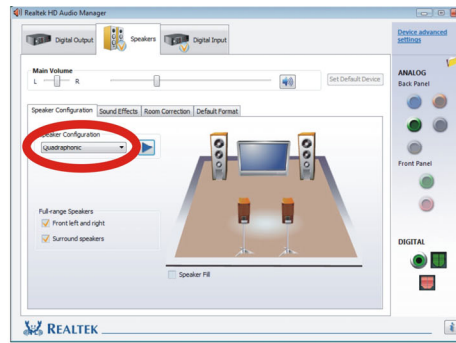 Realtek HD Audio Manager
Digital Output
Speakers
Digital Input
Device advanced
settings
Main Volume
L
R
Set Default Device
ANALOG
Back Panel
Speaker Configuration
Sound Effects
Room Correction
Default Format
Speaker Configuration
Quadraphonic
Front Panel
Full-range Speakers
Front left and right
Surround speakers
DIGITAL
Speaker Fill
REALTEK
i